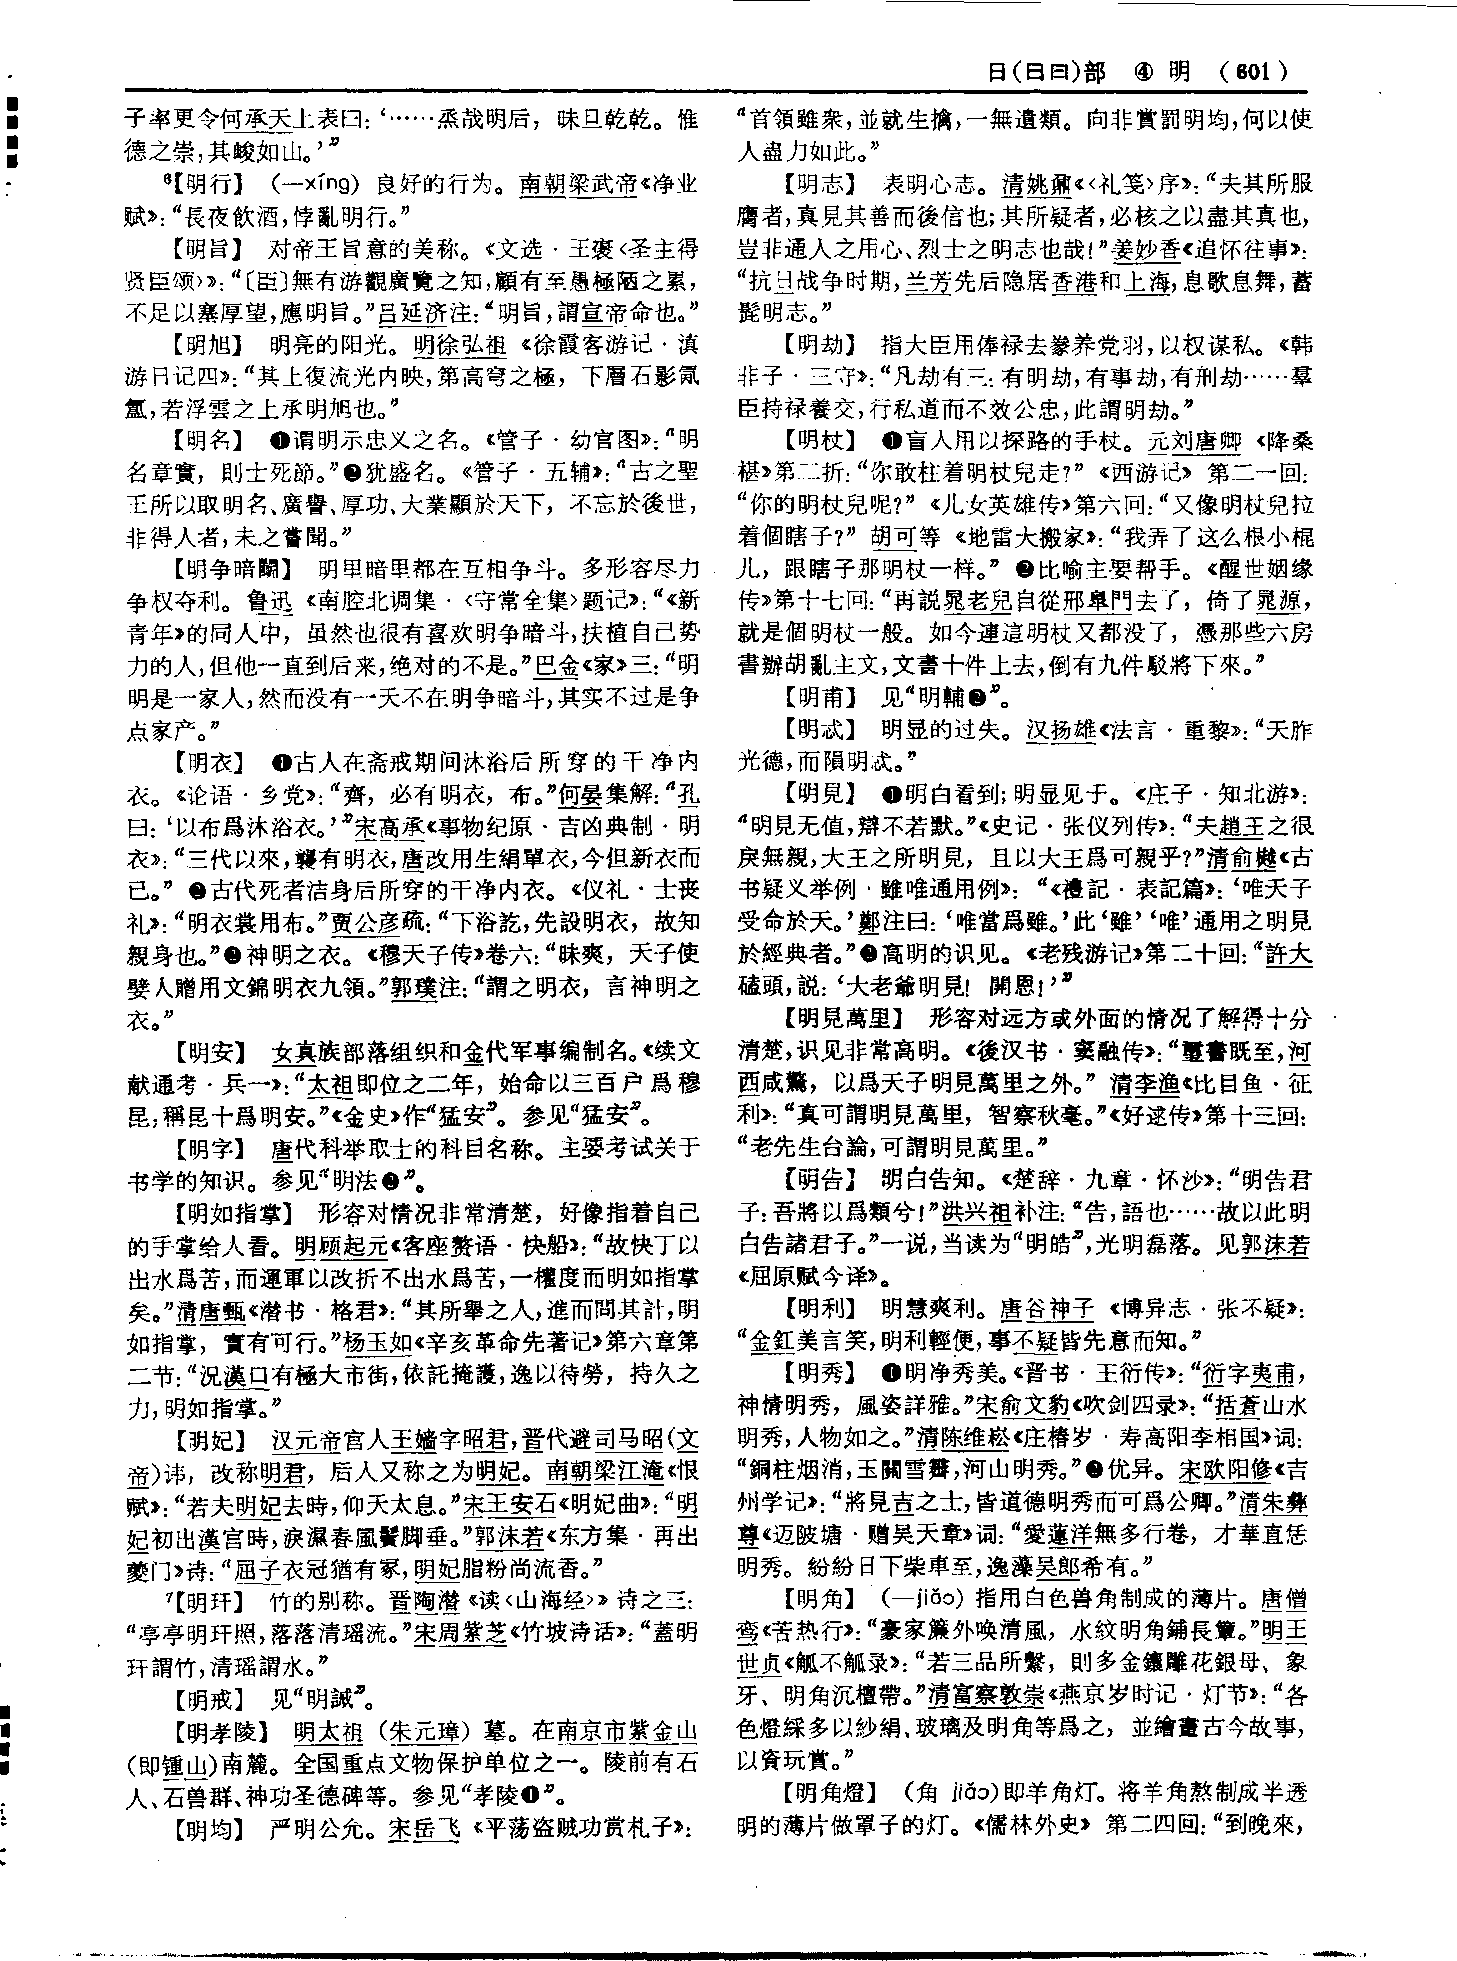 日(日曰)部　④　明　(601)
子率更令何承天上表曰：‘……烝哉明后，昧旦乾乾。惟
德之崇，其峻如山。’”
⁶【明行】　(—xíng) 良好的行为。南朝梁武帝《净业
赋》：“長夜飲酒，悖亂明行。”
【明旨】　对帝王旨意的美称。《文选·王褒〈圣主得
贤臣颂〉》：“〔臣〕無有游觀廣覽之知，顧有至愚極陋之累，
不足以塞厚望，應明旨。”吕延济注：“明旨，謂宣帝命也。”
【明旭】　明亮的阳光。明徐弘祖《徐霞客游记·滇
游日记四》：“其上復流光内映，第高穹之極，下層石影氤
氲，若浮雲之上承明旭也。”
【明名】　❶谓明示忠义之名。《管子·幼官图》：“明
名章實，則士死節。”❷犹盛名。《管子·五辅》：“古之聖
王所以取明名、廣譽、厚功、大業顯於天下，不忘於後世，
非得人者，未之嘗聞。”
【明争暗鬭】　明里暗里都在互相争斗。多形容尽力
争权夺利。鲁迅《南腔北调集·〈守常全集〉题记》：“《新
青年》的同人中，虽然也很有喜欢明争暗斗，扶植自己势
力的人，但他一直到后来，绝对的不是。”巴金《家》三：“明
明是一家人，然而没有一天不在明争暗斗，其实不过是争
点家产。”
【明衣】　❶古人在斋戒期间沐浴后所穿的干净内
衣。《论语·乡党》：“齊，必有明衣，布。”何晏集解：“孔
曰：‘以布爲沐浴衣。’”宋高承《事物纪原·吉凶典制·明
衣》：“三代以來，襲有明衣，唐改用生絹單衣，今但新衣而
已。”❷古代死者洁身后所穿的干净内衣。《仪礼·士丧
礼》：“明衣裳用布。”贾公彦疏：“下浴訖，先設明衣，故知
親身也。”❸神明之衣。《穆天子传》卷六：“昧爽，天子使
嬖人贈用文錦明衣九領。”郭璞注：“謂之明衣，言神明之
衣。”
【明安】　女真族部落组织和金代军事编制名。《续文
献通考·兵一》：“太祖即位之二年，始命以三百户爲穆
昆，稱昆十爲明安。”《金史》作“猛安”。参见“猛安”。
【明字】　唐代科举取士的科目名称。主要考试关于
书学的知识。参见“明法❷”。
【明如指掌】　形容对情况非常清楚，好像指着自己
的手掌给人看。明顾起元《客座赘语·快船》：“故快丁以
出水爲苦，而運軍以改折不出水爲苦，一權度而明如指掌
矣。”清唐甄《潜书·格君》：“其所舉之人，進而問其計，明
如指掌，實有可行。”杨玉如《辛亥革命先著记》第六章第
二节：“況漢口有極大市街，依託掩護，逸以待勞，持久之
力，明如指掌。”
【明妃】　汉元帝宫人王嫱字昭君，晋代避司马昭(文
帝)讳，改称明君，后人又称之为明妃。南朝梁江淹《恨
赋》：“若夫明妃去時，仰天太息。”宋王安石《明妃曲》：“明
妃初出漢宫時，淚濕春風鬢脚垂。”郭沫若《东方集·再出
夔门》诗：“屈子衣冠猶有冢，明妃脂粉尚流香。”
⁷【明玕】　竹的别称。晋陶潜《读〈山海经〉》诗之三：
“亭亭明玕照，落落清瑶流。”宋周紫芝《竹坡诗话》：“蓋明
玕謂竹，清瑶謂水。”
【明戒】　见“明誡”。
【明孝陵】　明太祖(朱元璋)墓。在南京市紫金山
(即锺山)南麓。全国重点文物保护单位之一。陵前有石
人、石兽群、神功圣德碑等。参见“孝陵❶”。
【明均】　严明公允。宋岳飞《平荡盗贼功赏札子》：
“首領雖衆，並就生擒，一無遺類。向非賞罰明均，何以使
人盡力如此。”
【明志】　表明心志。清姚鼐《〈礼笺〉序》：“夫其所服
膺者，真見其善而後信也；其所疑者，必核之以盡其真也，
豈非通人之用心、烈士之明志也哉！”姜妙香《追怀往事》：
“抗日战争时期，兰芳先后隐居香港和上海，息歌息舞，蓄
髭明志。”
【明劫】　指大臣用俸禄去豢养党羽，以权谋私。《韩
非子·三守》：“凡劫有三：有明劫，有事劫，有刑劫……羣
臣持禄養交，行私道而不效公忠，此謂明劫。”
【明杖】　❶盲人用以探路的手杖。元刘唐卿《降桑
椹》第二折：“你敢柱着明杖兒走？”《西游记》第二一回：
“你的明杖兒呢？”《儿女英雄传》第六回：“又像明杖兒拉
着個瞎子？”胡可等《地雷大搬家》：“我弄了这么根小棍
儿，跟瞎子那明杖一样。”❷比喻主要帮手。《醒世姻缘
传》第十七回：“再説晁老兒自從邢臯門去了，倚了晁源，
就是個明杖一般。如今連這明杖又都没了，憑那些六房
書辦胡亂主文，文書十件上去，倒有九件駁將下來。”
【明甫】　见“明輔❷”。
【明忒】　明显的过失。汉扬雄《法言·重黎》：“天胙
光德，而隕明忒。”
【明見】　❶明白看到；明显见于。《庄子·知北游》：
“明見无值，辯不若默。”《史记·张仪列传》：“夫趙王之很
戾無親，大王之所明見，且以大王爲可親乎？”清俞樾《古
书疑义举例·雖唯通用例》：“《禮記·表記篇》：‘唯天子
受命於天。’鄭注曰：‘唯當爲雖。’此‘雖’‘唯’通用之明見
於經典者。”❷高明的识见。《老残游记》第二十回：“許大
磕頭，説：‘大老爺明見！開恩！’”
【明見萬里】　形容对远方或外面的情况了解得十分
清楚，识见非常高明。《後汉书·窦融传》：“璽書既至，河
西咸驚，以爲天子明見萬里之外。”清李渔《比目鱼·征
利》：“真可謂明見萬里，智察秋毫。”《好逑传》第十三回：
“老先生台論，可謂明見萬里。”
【明告】　明白告知。《楚辞·九章·怀沙》：“明告君
子：吾將以爲類兮！”洪兴祖补注：“告，語也……故以此明
白告諸君子。”一说，当读为“明皓”，光明磊落。见郭沫若
《屈原赋今译》。
【明利】　明慧爽利。唐谷神子《博异志·张不疑》：
“金釭美言笑，明利輕便，事不疑皆先意而知。”
【明秀】　❶明净秀美。《晋书·王衍传》：“衍字夷甫，
神情明秀，風姿詳雅。”宋俞文豹《吹剑四录》：“括蒼山水
明秀，人物如之。”清陈维崧《庄椿岁·寿高阳李相国》词：
“銅柱烟消，玉關雪霽，河山明秀。”❷优异。宋欧阳修《吉
州学记》：“將見吉之士，皆道德明秀而可爲公卿。”清朱彝
尊《迈陂塘·赠吴天章》词：“愛蓮洋無多行卷，才華直恁
明秀。紛紛日下柴車至，逸藻吴郎希有。”
【明角】　(—jiǎo) 指用白色兽角制成的薄片。唐僧
鸾《苦热行》：“豪家簾外唤清風，水紋明角鋪長簟。”明王
世贞《觚不觚录》：“若三品所繫，則多金鑲雕花銀母、象
牙、明角沉檀帶。”清富察敦崇《燕京岁时记·灯节》：“各
色燈綵多以紗絹、玻璃及明角等爲之，並繪畫古今故事，
以資玩賞。”
【明角燈】　(角 jiǎo)即羊角灯。将羊角熬制成半透
明的薄片做罩子的灯。《儒林外史》第二四回：“到晚來，